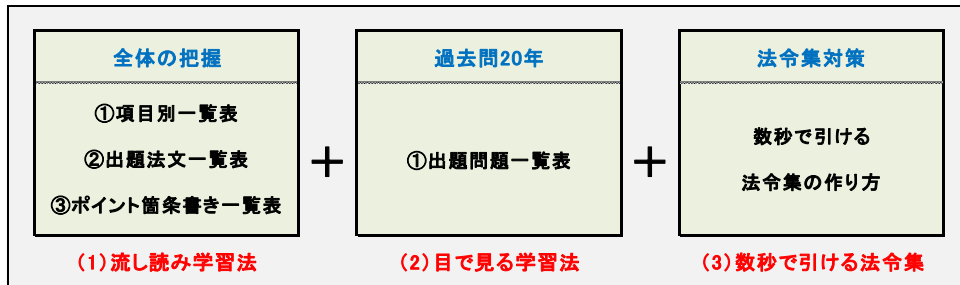 全体の把握
①項目別一覧表
②出題法文一覧表
③ポイント箇条書き一覧表
(1)流し読み学習法
+
過去問20年
①出題問題一覧表
(2)目で見る学習法
+
法令集対策
数秒で引ける
法令集の作り方
(3)数秒で引ける法令集